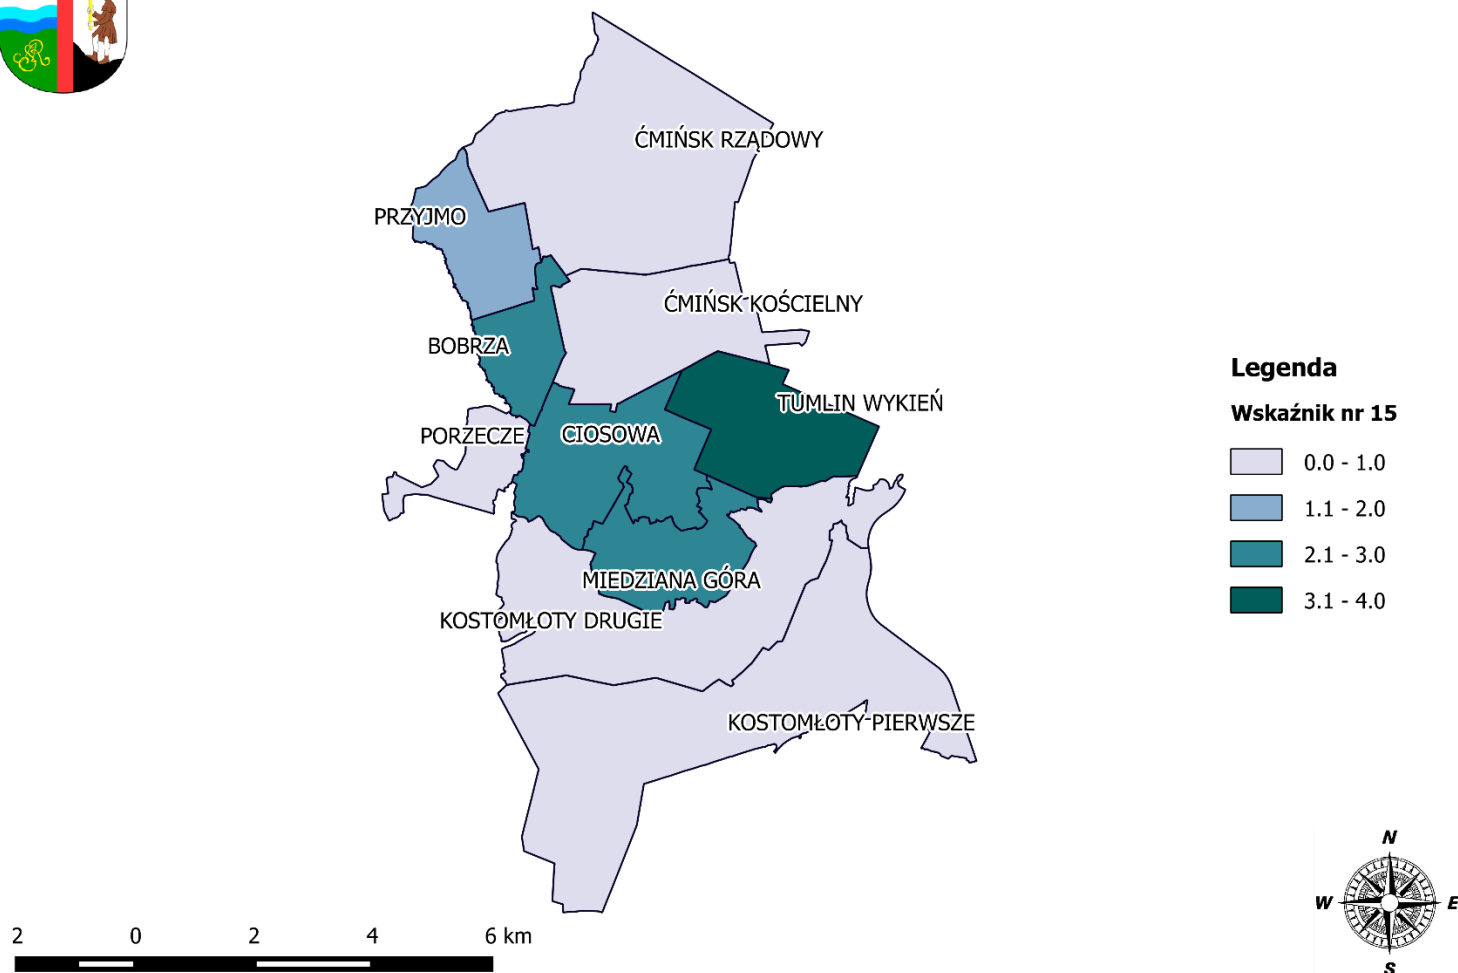 ĆMIŃSK RZĄDOWY
PRZYJMO
ĆMIŃSK KOŚCIELNY
BOBRZA
TUMLIN WYKIEŃ
PORZECZE
CIOSOWA
MIEDZIANA GÓRA
KOSTOMŁOTY DRUGIE
KOSTOMŁOTY PIERWSZE
Legenda
Wskaźnik nr 15
0.0 - 1.0
1.1 - 2.0
2.1 - 3.0
3.1 - 4.0
2 0 2 4 6 km
N
W E
S